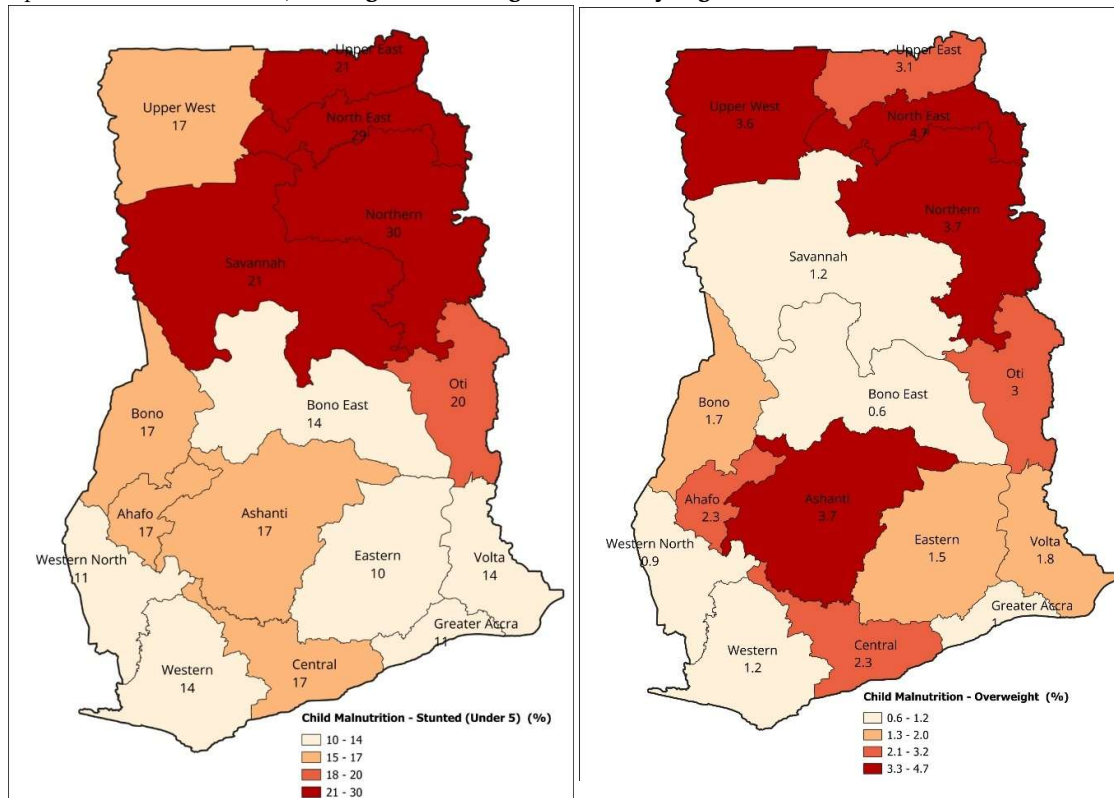 Upper East
21
Upper West
17
North East
29
Northern
30
Savannah
21
Oti
20
Bono East
14
Bono
17
Ahafo
17
Ashanti
17
Western North
11
Eastern
10
Volta
14
Greater Accra
11
Western
14
Central
17
Child Malnutrition - Stunted (Under 5) (%)
10 - 14
15 - 17
18 - 20
21 - 30
Upper East
3.1
Upper West
3.6
North East
4.7
Northern
3.7
Savannah
1.2
Oti
3
Bono East
0.6
Bono
1.7
Ahafo
2.3
Ashanti
3.7
Western North
0.9
Eastern
1.5
Volta
1.8
Greater Accra
1
Western
1.2
Central
2.3
Child Malnutrition - Overweight (%)
0.6 - 1.2
1.3 - 2.0
2.1 - 3.2
3.3 - 4.7